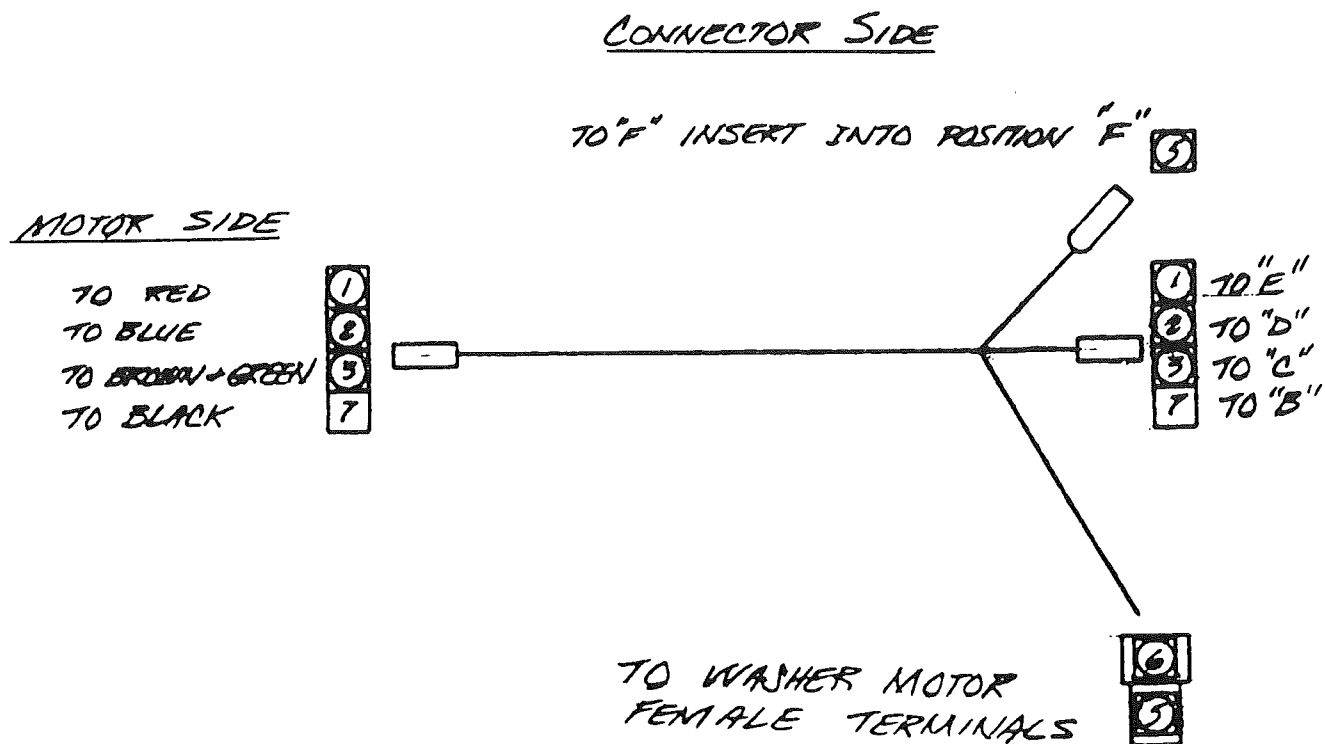 CONNECTOR SIDE
TO "F" INSERT INTO POSITION "F"
5
MOTOR SIDE
TO RED 1
TO BLUE 2
TO BROWN + GREEN 3
TO BLACK 7
1 TO "E"
2 TO "D"
3 TO "C"
7 TO "B"
TO WASHER MOTOR
FEMALE TERMINALS
6
5